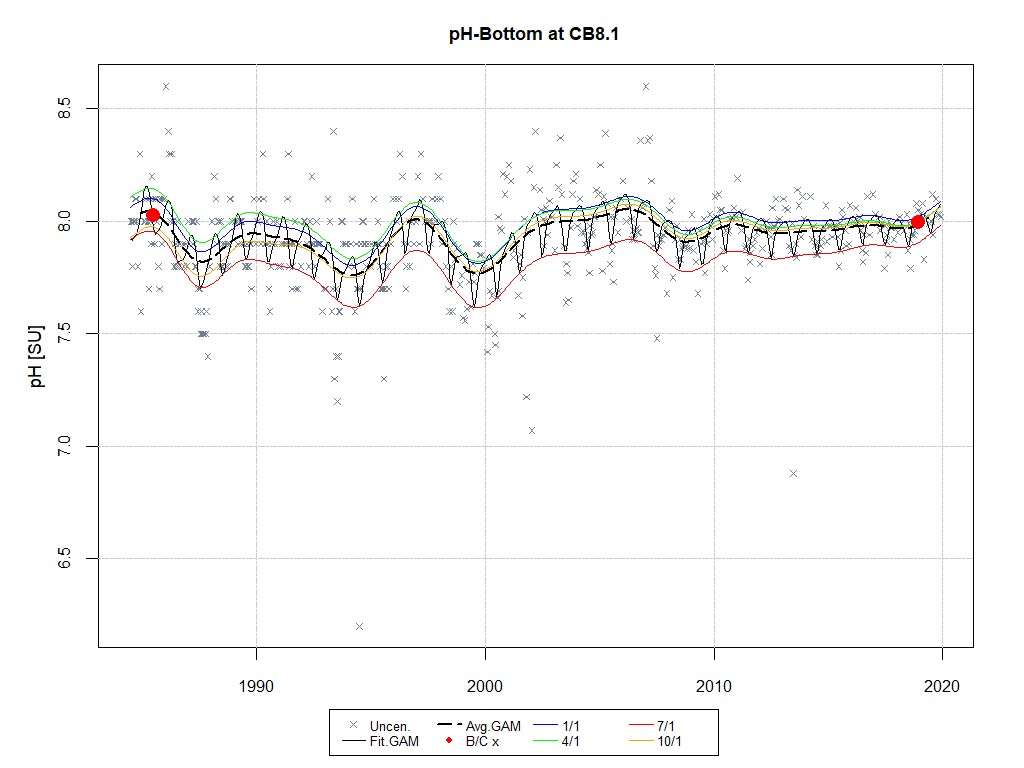 pH-Bottom at CB8.1
8.5
8.0
7.5
7.0
6.5
pH [SU]
1990 2000 2010 2020
Uncen. Avg.GAM 1/1 7/1
Fit.GAM B/C x 4/1 10/1